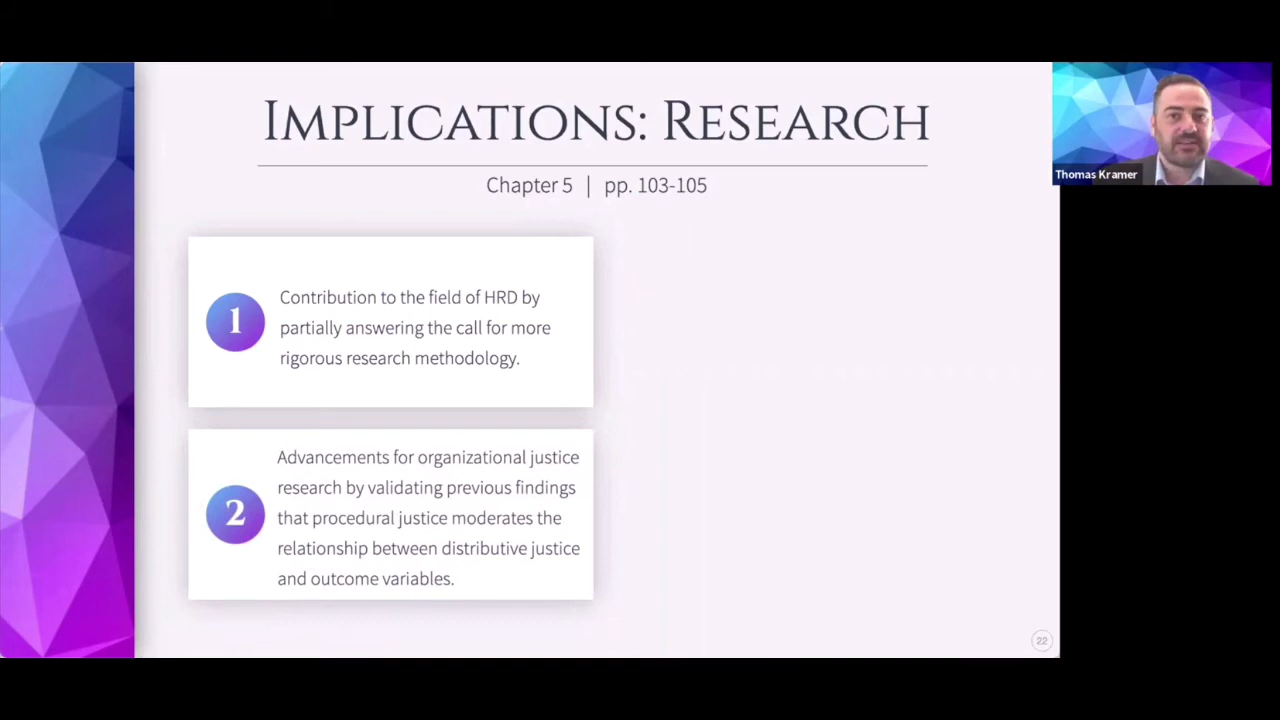 Implications: Research
Chapter 5 | pp. 103-105
Thomas Kramer
1
Contribution to the field of HRD by
partially answering the call for more
rigorous research methodology.
2
Advancements for organizational justice
research by validating previous findings
that procedural justice moderates the
relationship between distributive justice
and outcome variables.
22